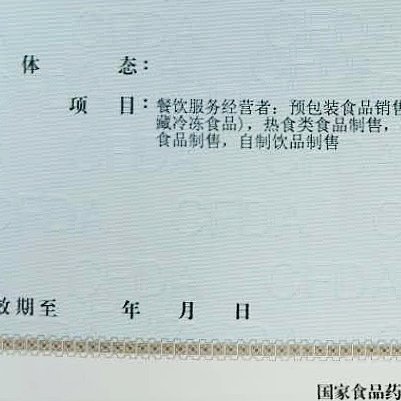 体 态：
项 目：餐饮服务经营者：预包装食品销售
藏冷冻食品），热食类食品制售，
食品制售，自制饮品制售
效期至 年 月 日
国家食品药